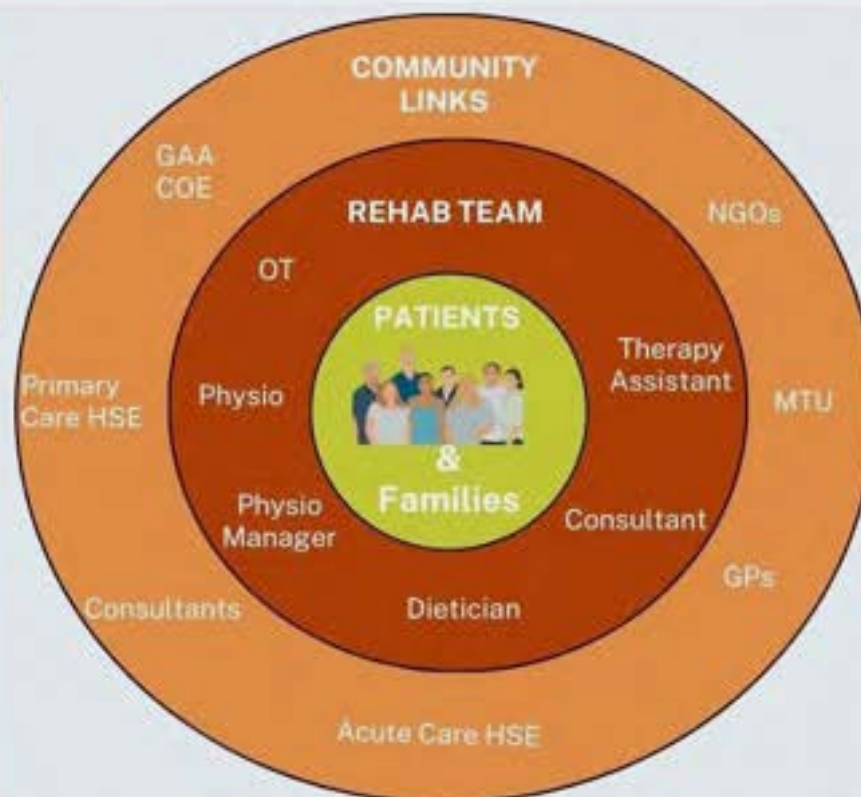 COMMUNITY
LINKS
GAA
COE
NGOs
REHAB TEAM
OT
PATIENTS
&
Families
Therapy
Assistant
Primary
Care HSE
Physio
MTU
Physio
Manager
Consultant
GPs
Consultants
Dietician
Acute Care HSE